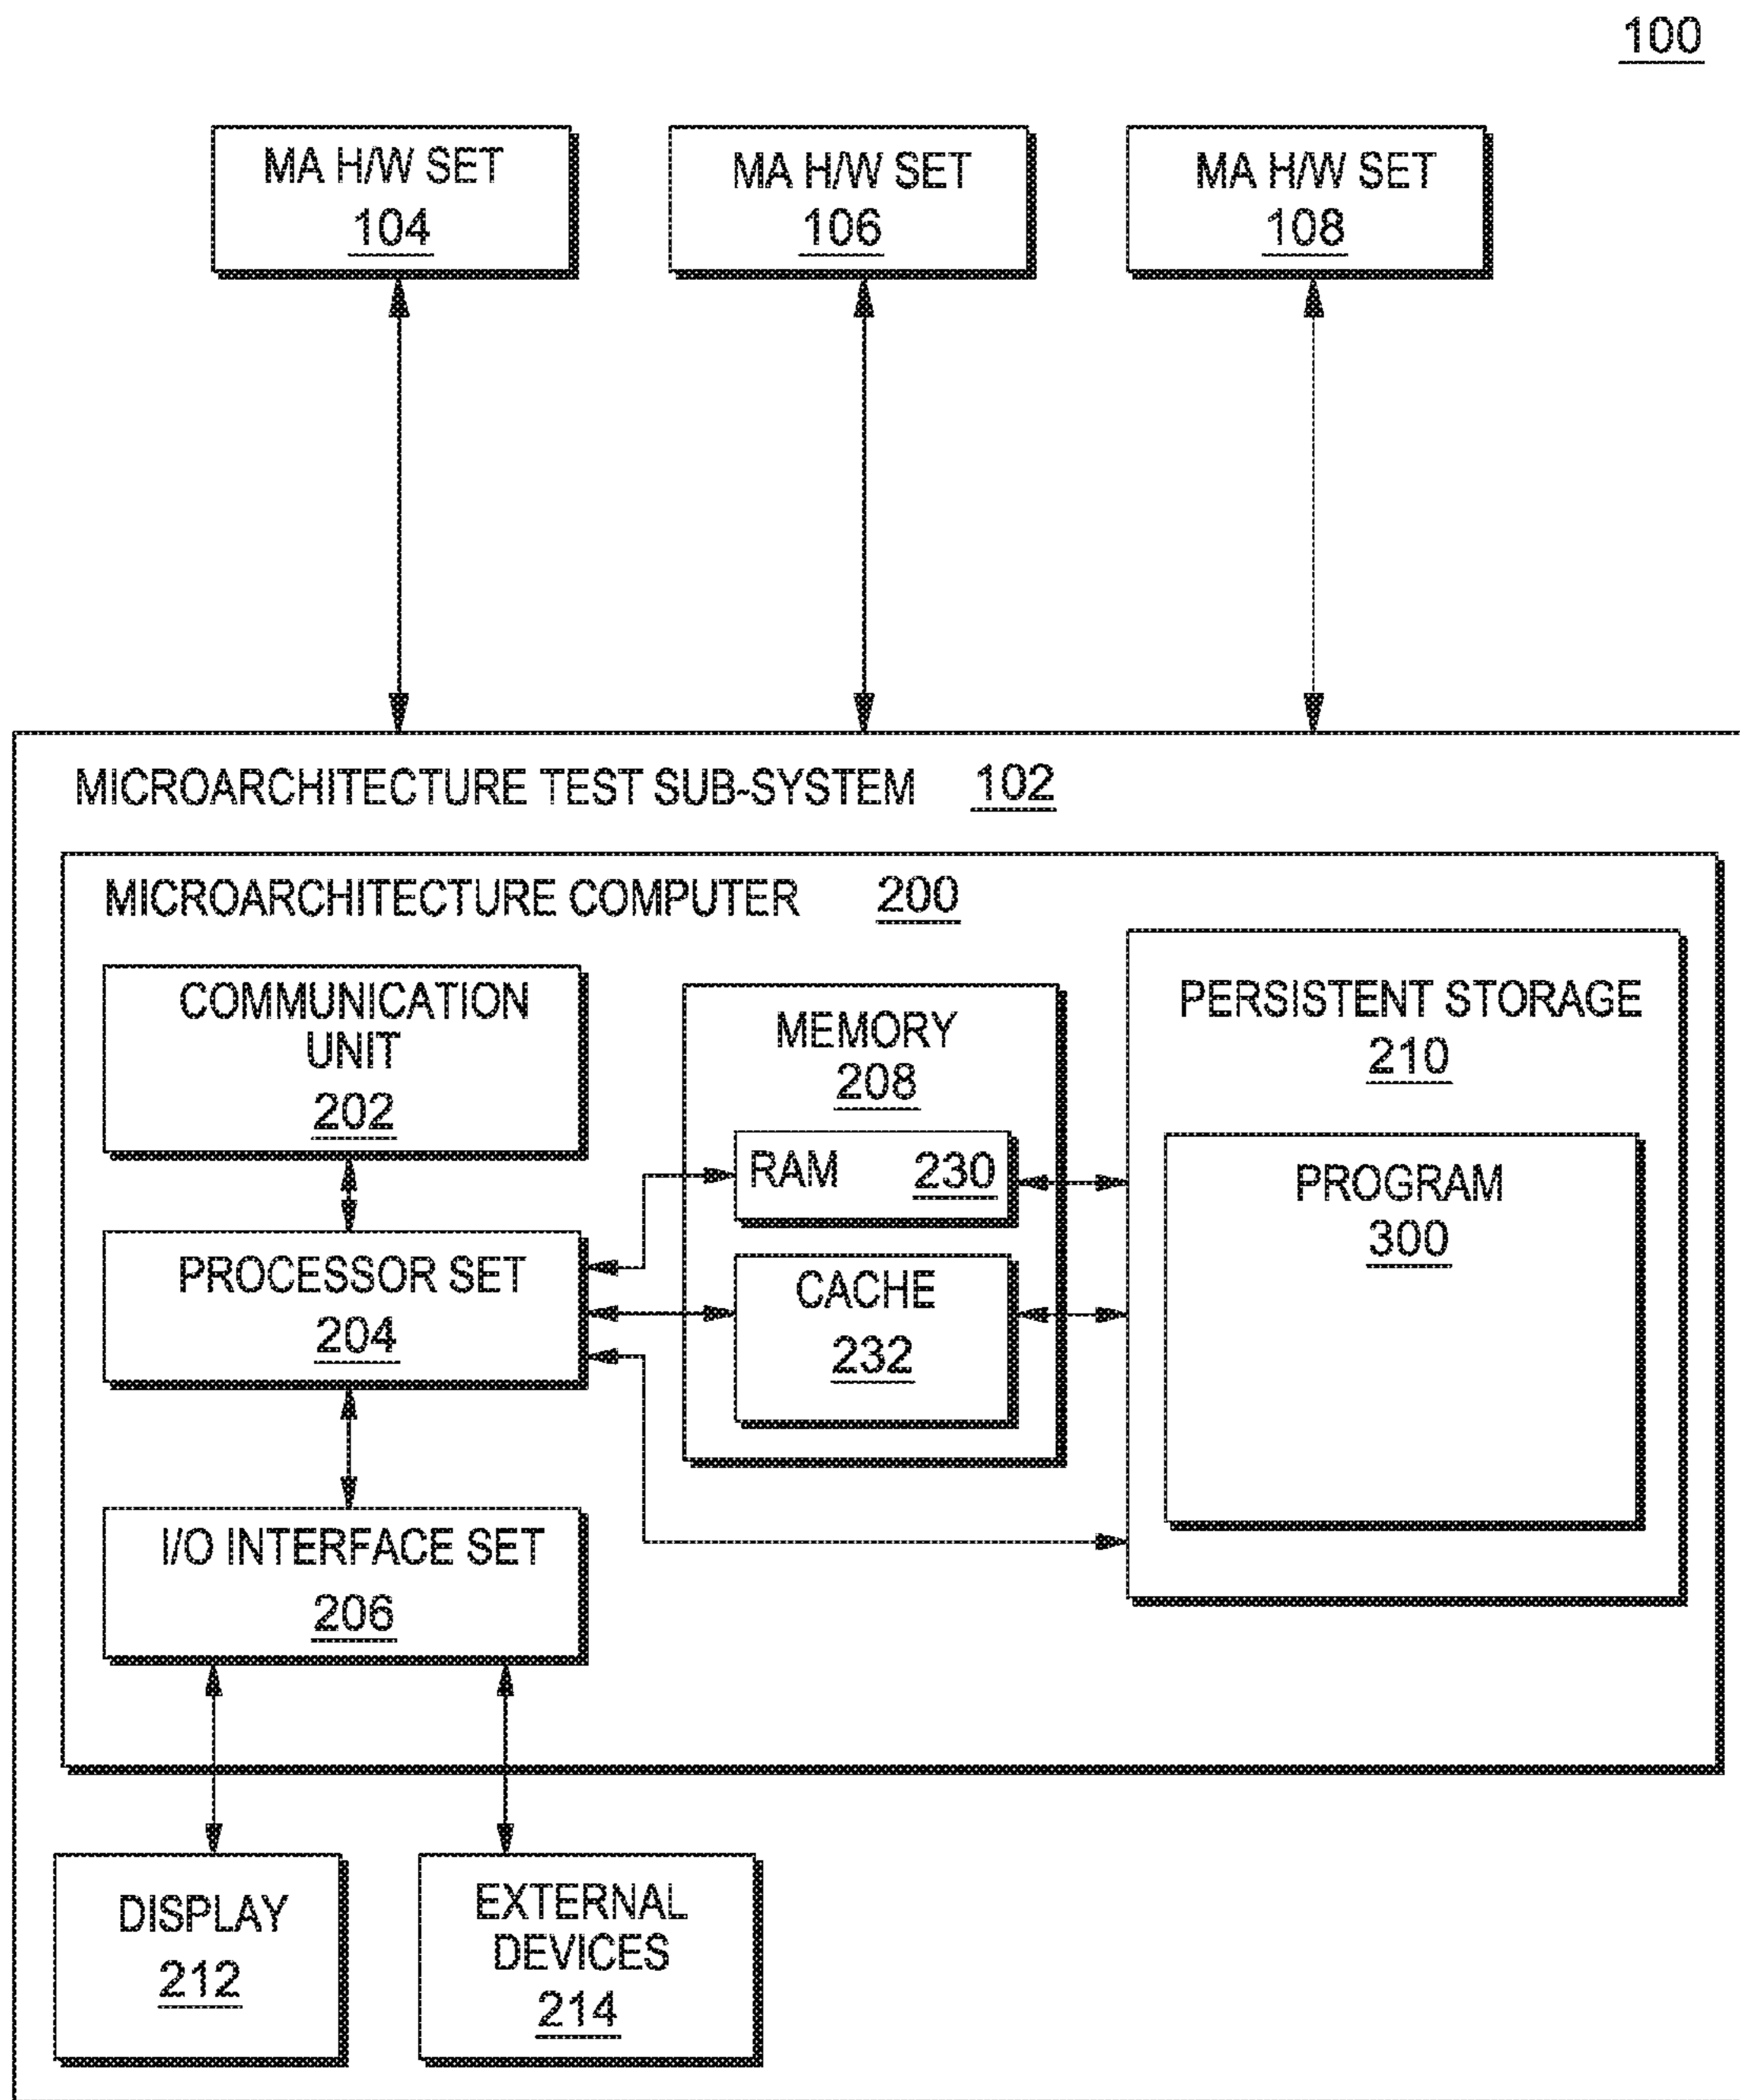 100
MA H/W SET
104
MA H/W SET
106
MA H/W SET
108
MICROARCHITECTURE TEST SUB-SYSTEM 102
MICROARCHITECTURE COMPUTER 200
COMMUNICATION
UNIT
202
PROCESSOR SET
204
I/O INTERFACE SET
206
MEMORY
208
RAM 230
CACHE
232
PERSISTENT STORAGE
210
PROGRAM
300
DISPLAY
212
EXTERNAL
DEVICES
214